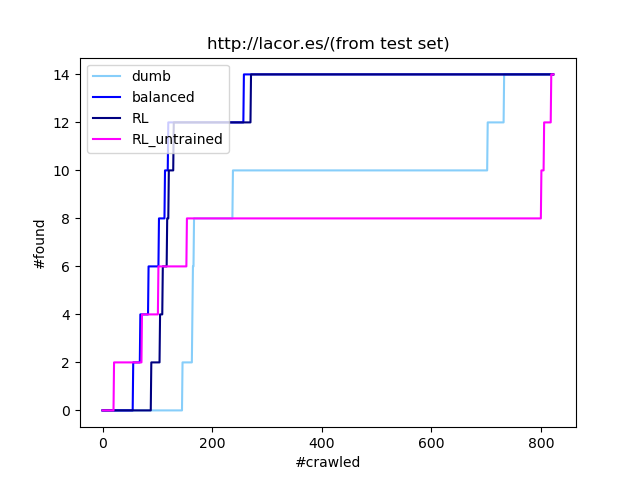 http://lacor.es/(from test set)
dumb
balanced
RL
RL_untrained
#found
14
12
10
8
6
4
2
0
0 200 400 600 800
#crawled